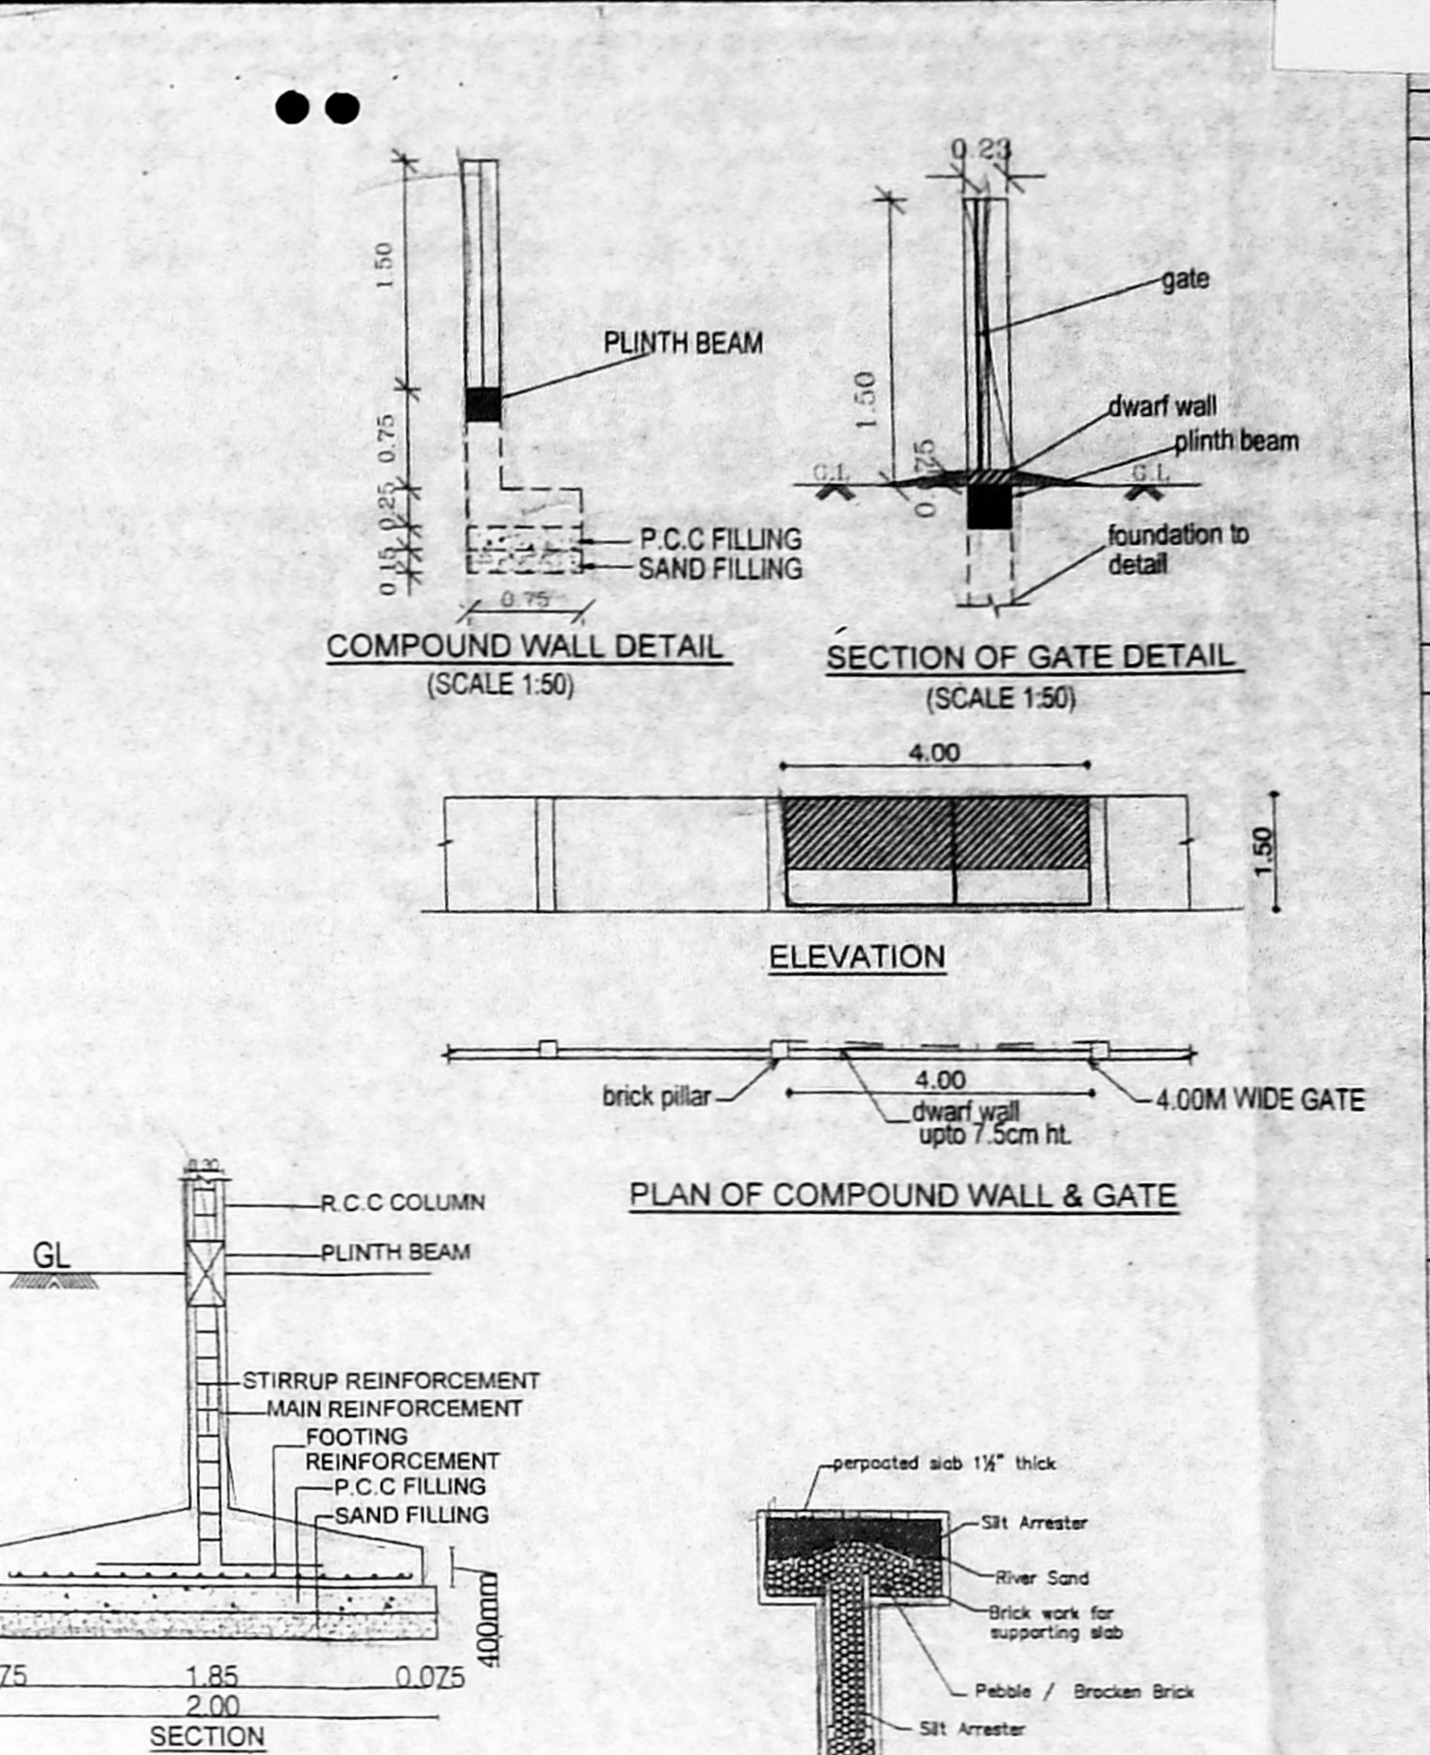 1.50
PLINTH BEAM
0.75
0.25
0.15
P.C.C FILLING
SAND FILLING
0.75
COMPOUND WALL DETAIL
(SCALE 1:50)
0.23
gate
1.50
dwarf wall
plinth beam
0.075
G.L
G.L
foundation to
detail
SECTION OF GATE DETAIL
(SCALE 1:50)
4.00
1.50
ELEVATION
brick pillar
4.00
dwarf wall
upto 7.5cm ht.
4.00M WIDE GATE
PLAN OF COMPOUND WALL & GATE
0.30
R.C.C COLUMN
GL
PLINTH BEAM
STIRRUP REINFORCEMENT
MAIN REINFORCEMENT
FOOTING
REINFORCEMENT
P.C.C FILLING
SAND FILLING
400mm
75
1.85
0.075
2.00
SECTION
perpoated slab 1½" thick
Silt Arrester
River Sand
Brick work for
supporting slab
Pebble / Brocken Brick
Silt Arrester